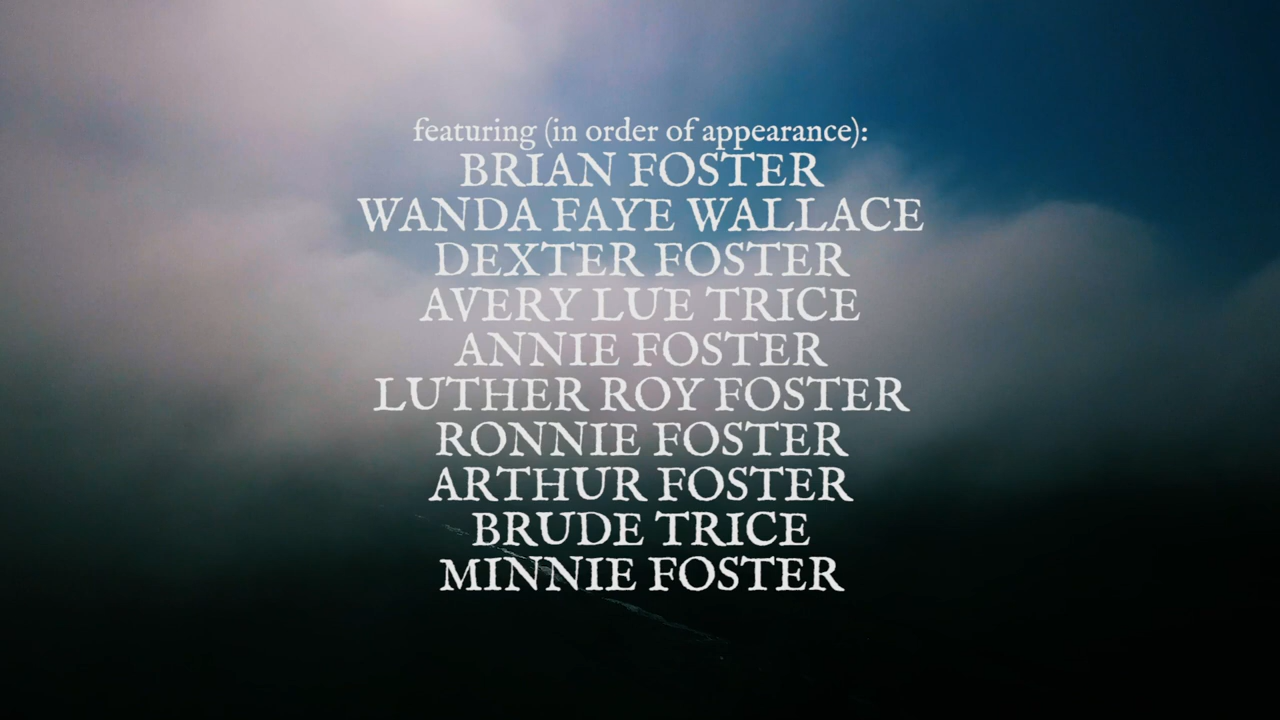 featuring (in order of appearance):
BRIAN FOSTER
WANDA FAYE WALLACE
DEXTER FOSTER
AVERY LUE TRICE
ANNIE FOSTER
LUTHER ROY FOSTER
RONNIE FOSTER
ARTHUR FOSTER
BRUDE TRICE
MINNIE FOSTER